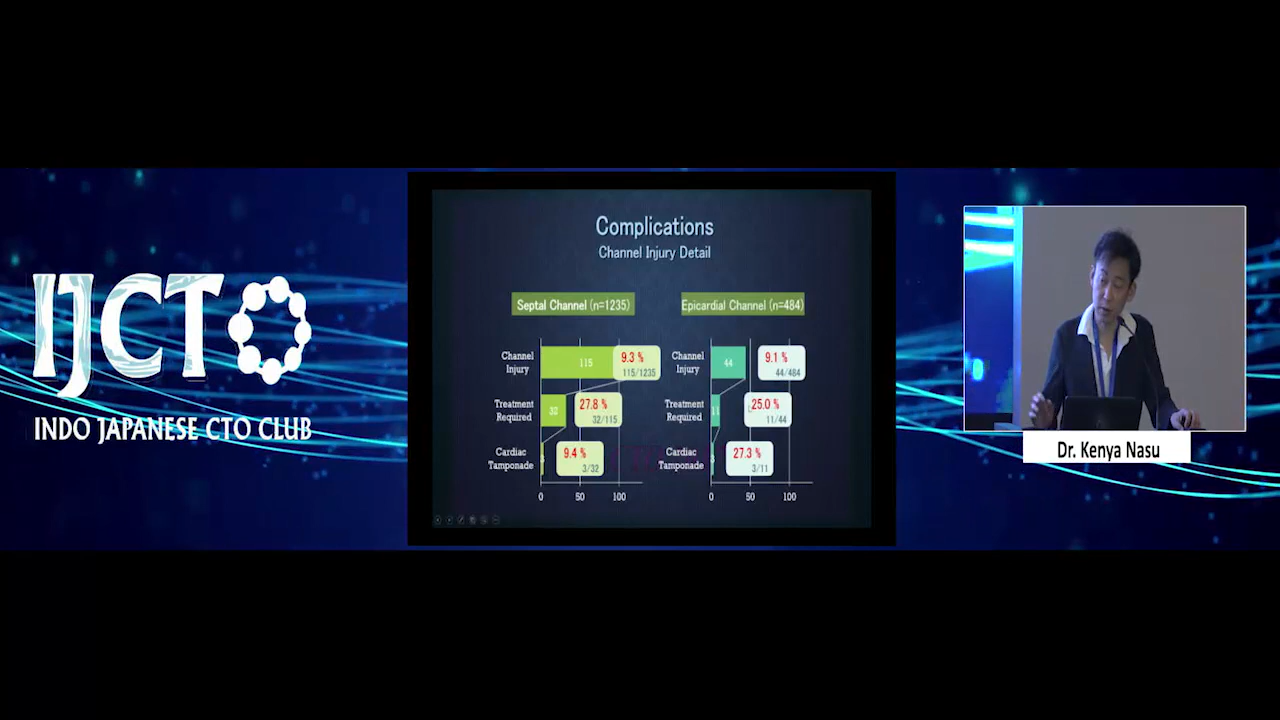 IJCTO
INDO JAPANESE CTO CLUB
Complications
Channel Injury Detail
Septal Channel (n=1235)
Channel
Injury
115
9.3 %
115/1235
Treatment
Required
32
27.8 %
32/115
Cardiac
Tamponade
3
9.4 %
3/32
0
50
100
Epicardial Channel (n=484)
Channel
Injury
44
9.1 %
44/484
Treatment
Required
11
25.0 %
11/44
Cardiac
Tamponade
3
27.3 %
3/11
0
50
100
Dr. Kenya Nasu